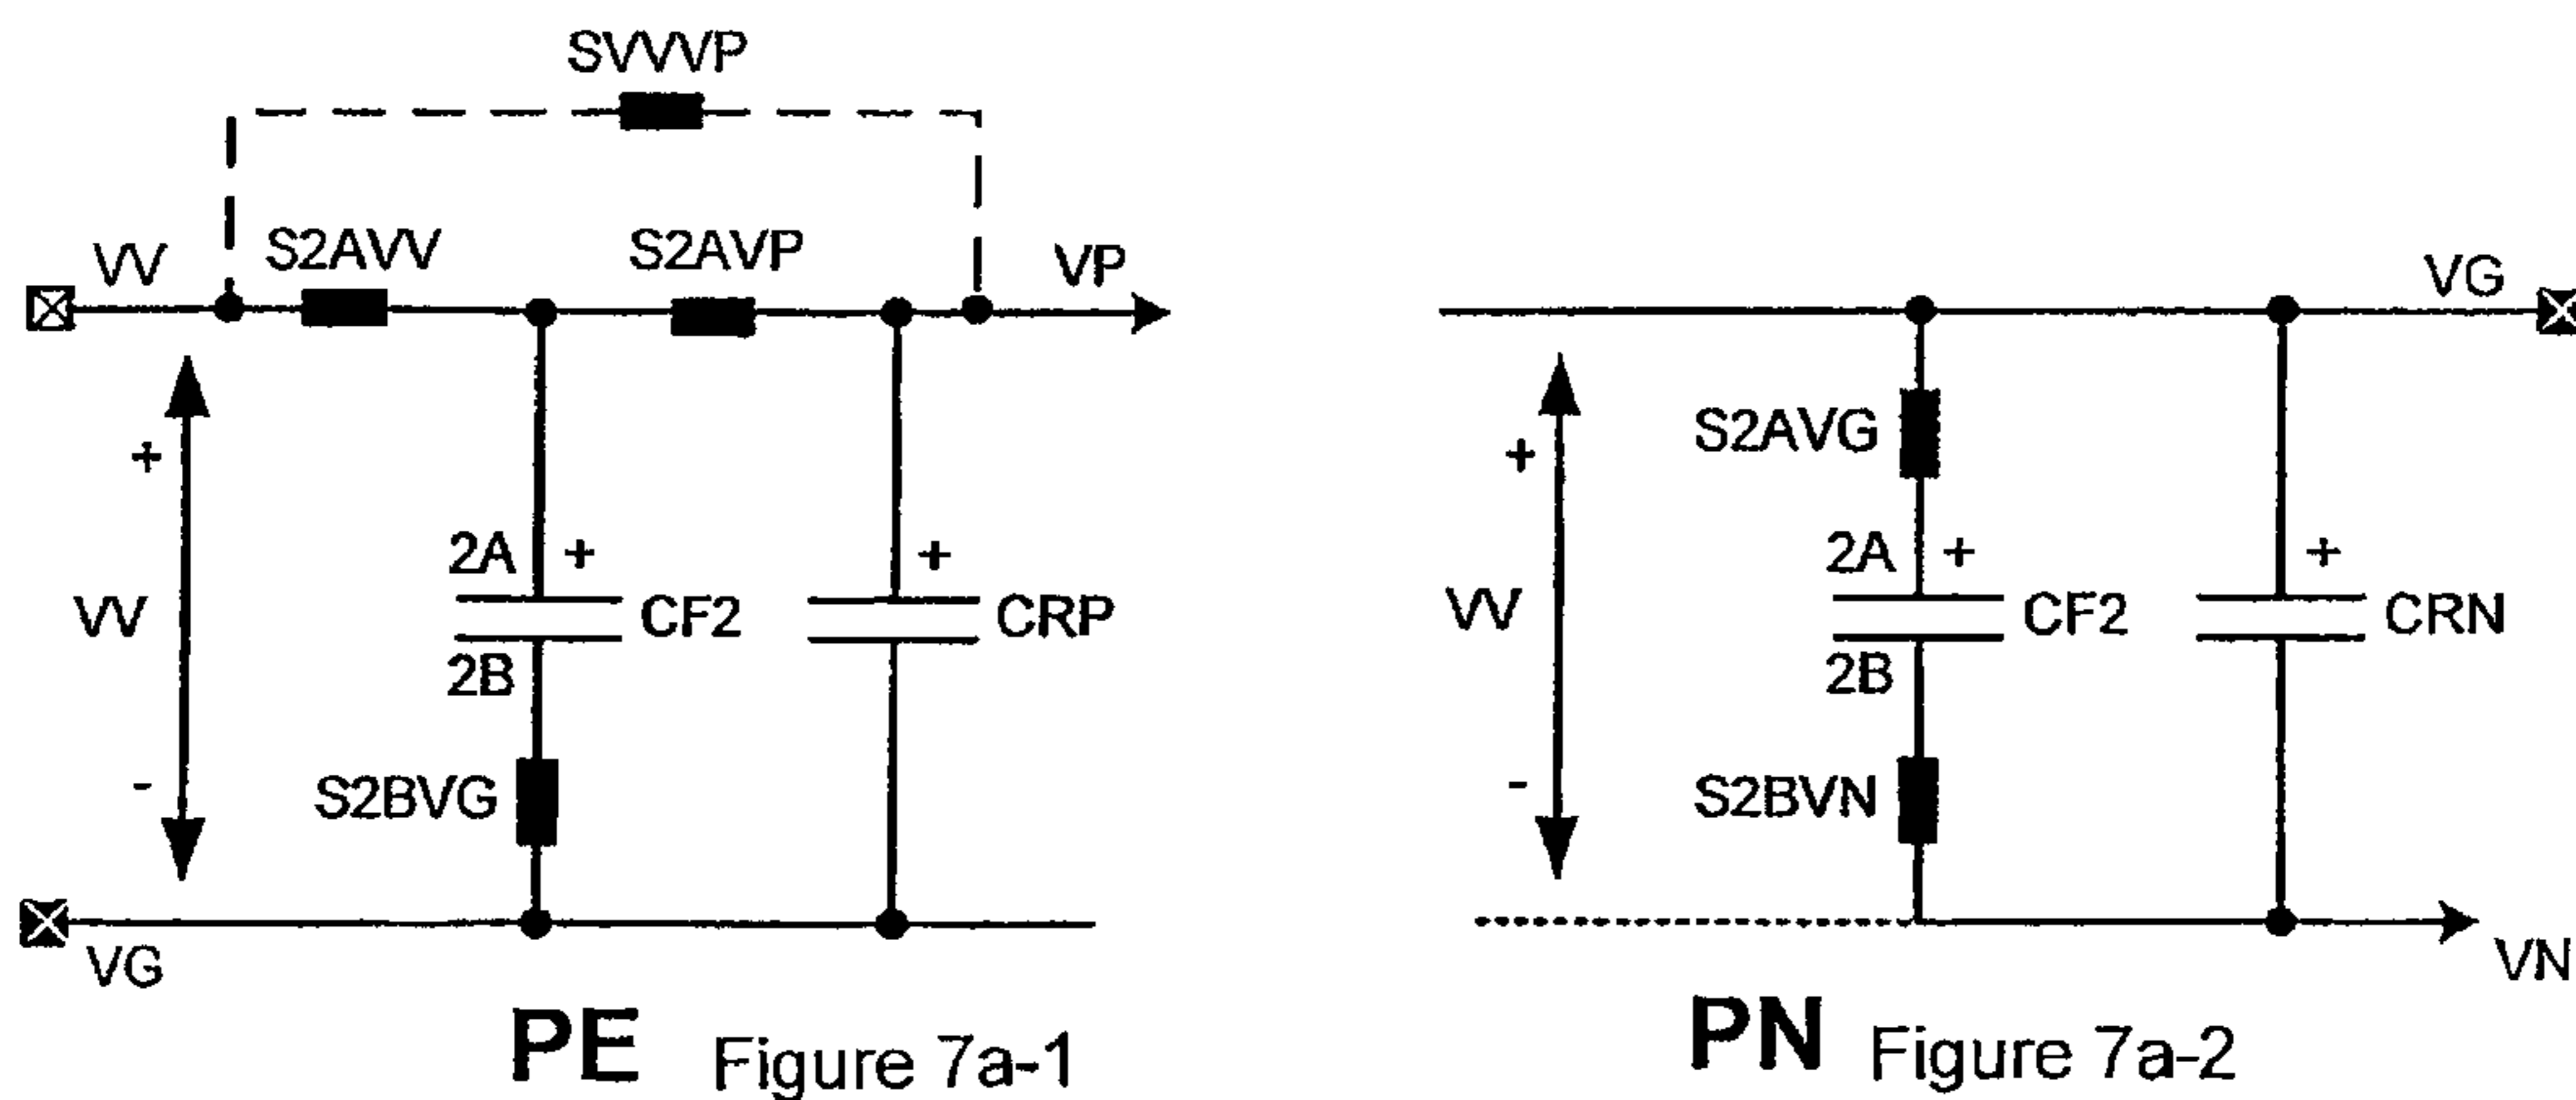 SVVVP
VV
S2AVV
S2AVP
VP
+
VV
-
2A +
CF2
2B
+
CRP
S2BVG
VG
PE Figure 7a-1
VG
+
VV
-
S2AVG
2A +
CF2
2B
+
CRN
S2BVN
VN
PN Figure 7a-2